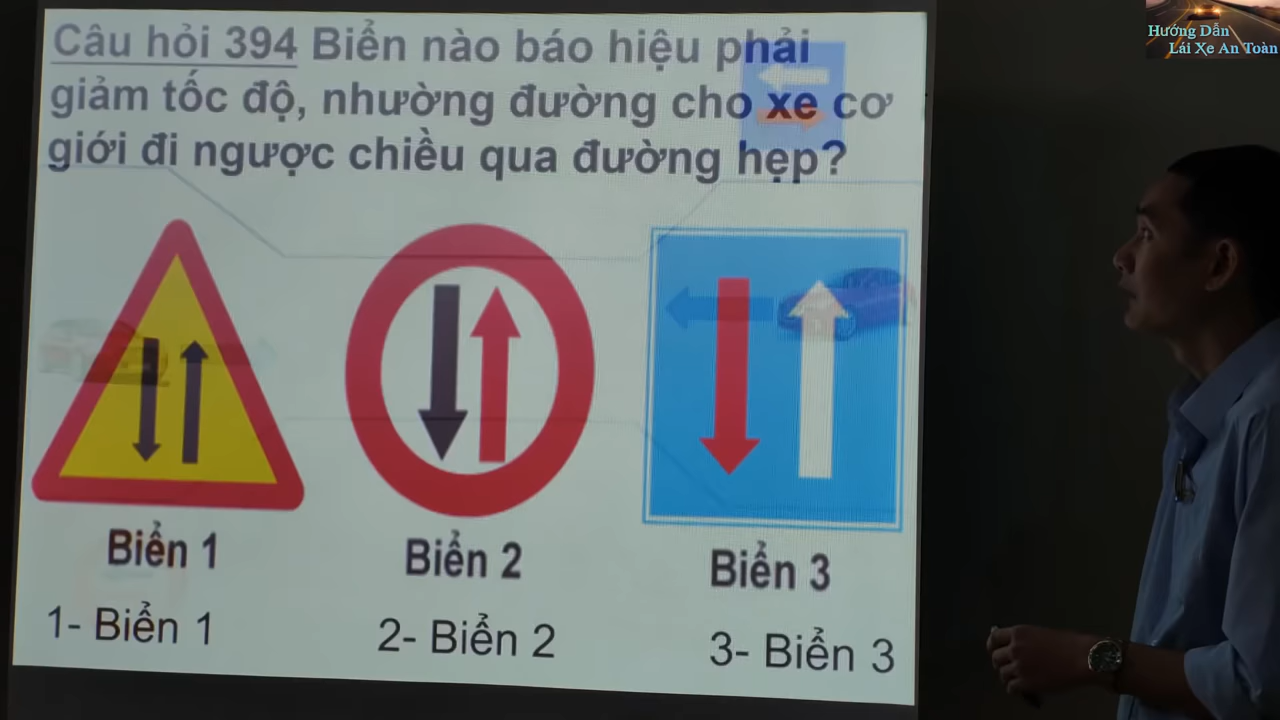 Hướng Dẫn
Lái Xe An Toàn
Câu hỏi 394 Biển nào báo hiệu phải
giảm tốc độ, nhường đường cho xe cơ
giới đi ngược chiều qua đường hẹp?
Biển 1
Biển 2
Biển 3
1- Biển 1
2- Biển 2
3- Biển 3